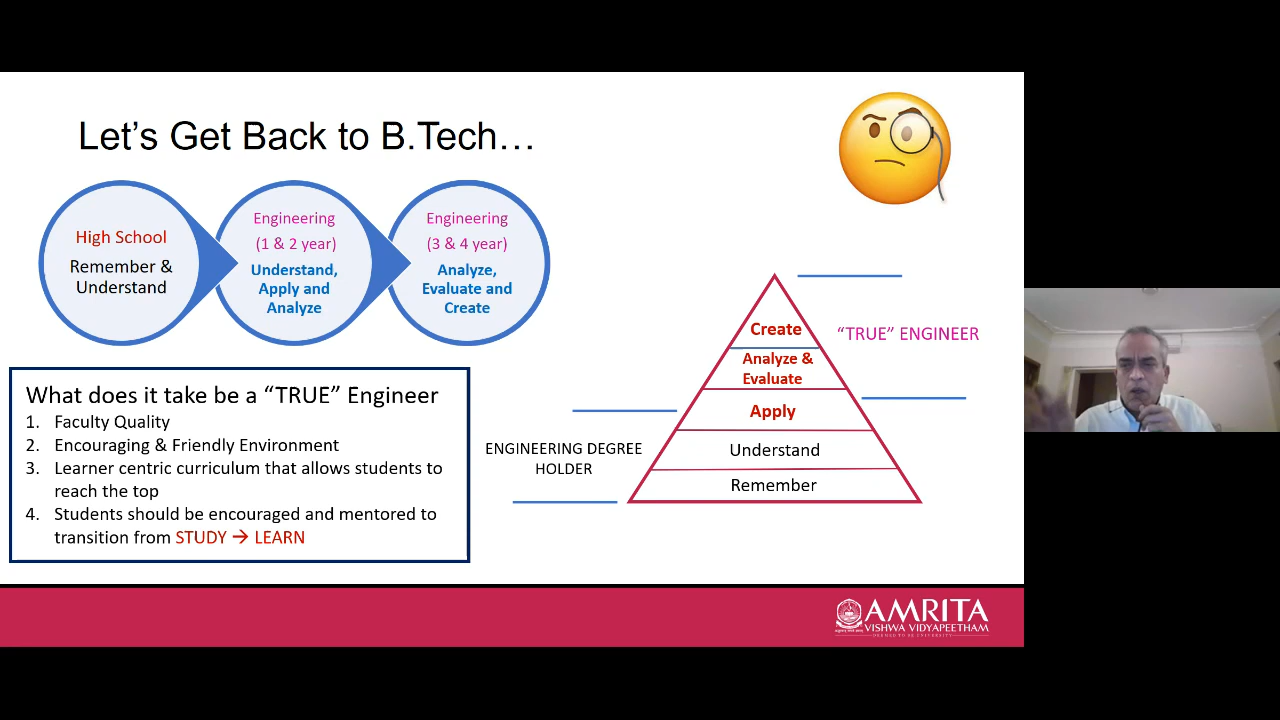 Let's Get Back to B.Tech…
High School
Remember &
Understand
Engineering
(1 & 2 year)
Understand,
Apply and
Analyze
Engineering
(3 & 4 year)
Analyze,
Evaluate and
Create
What does it take be a “TRUE” Engineer
1. Faculty Quality
2. Encouraging & Friendly Environment
3. Learner centric curriculum that allows students to
reach the top
4. Students should be encouraged and mentored to
transition from STUDY → LEARN
Create
Analyze &
Evaluate
Apply
Understand
Remember
“TRUE” ENGINEER
ENGINEERING DEGREE
HOLDER
AMRITA
VISHWA VIDYAPEETHAM
DEEMED TO BE UNIVERSITY